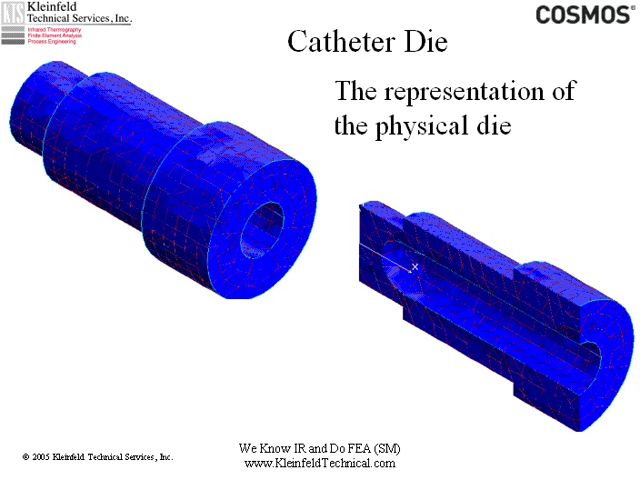 KTS
Kleinfeld
Technical Services, Inc.
Infrared Thermography
Finite Element Analysis
Process Engineering
COSMOS®
Catheter Die
The representation of
the physical die
X
© 2005 Kleinfeld Technical Services, Inc.
We Know IR and Do FEA (SM)
www.KleinfeldTechnical.com